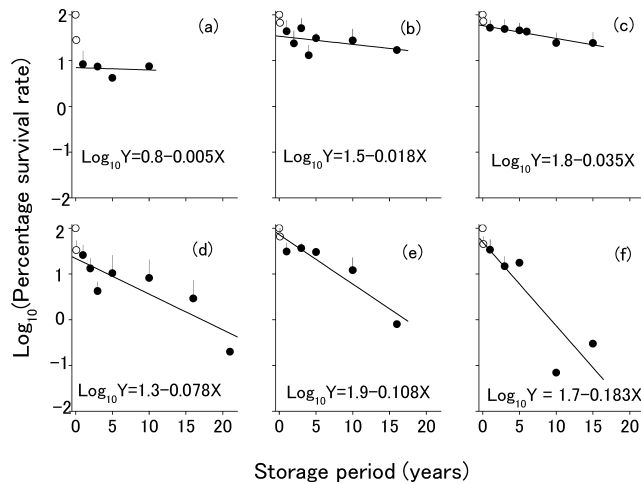 (a)
(b)
(c)
2
1
0
-1
-2
Log10Y=0.8-0.005X
Log10Y=1.5-0.018X
Log10Y=1.8-0.035X
(d)
(e)
(f)
2
1
0
-1
-2
Log10Y=1.3-0.078X
Log10Y=1.9-0.108X
Log10Y = 1.7-0.183X
0 5 10 15 20
0 5 10 15 20
0 5 10 15 20
Log10(Percentage survival rate)
Storage period (years)